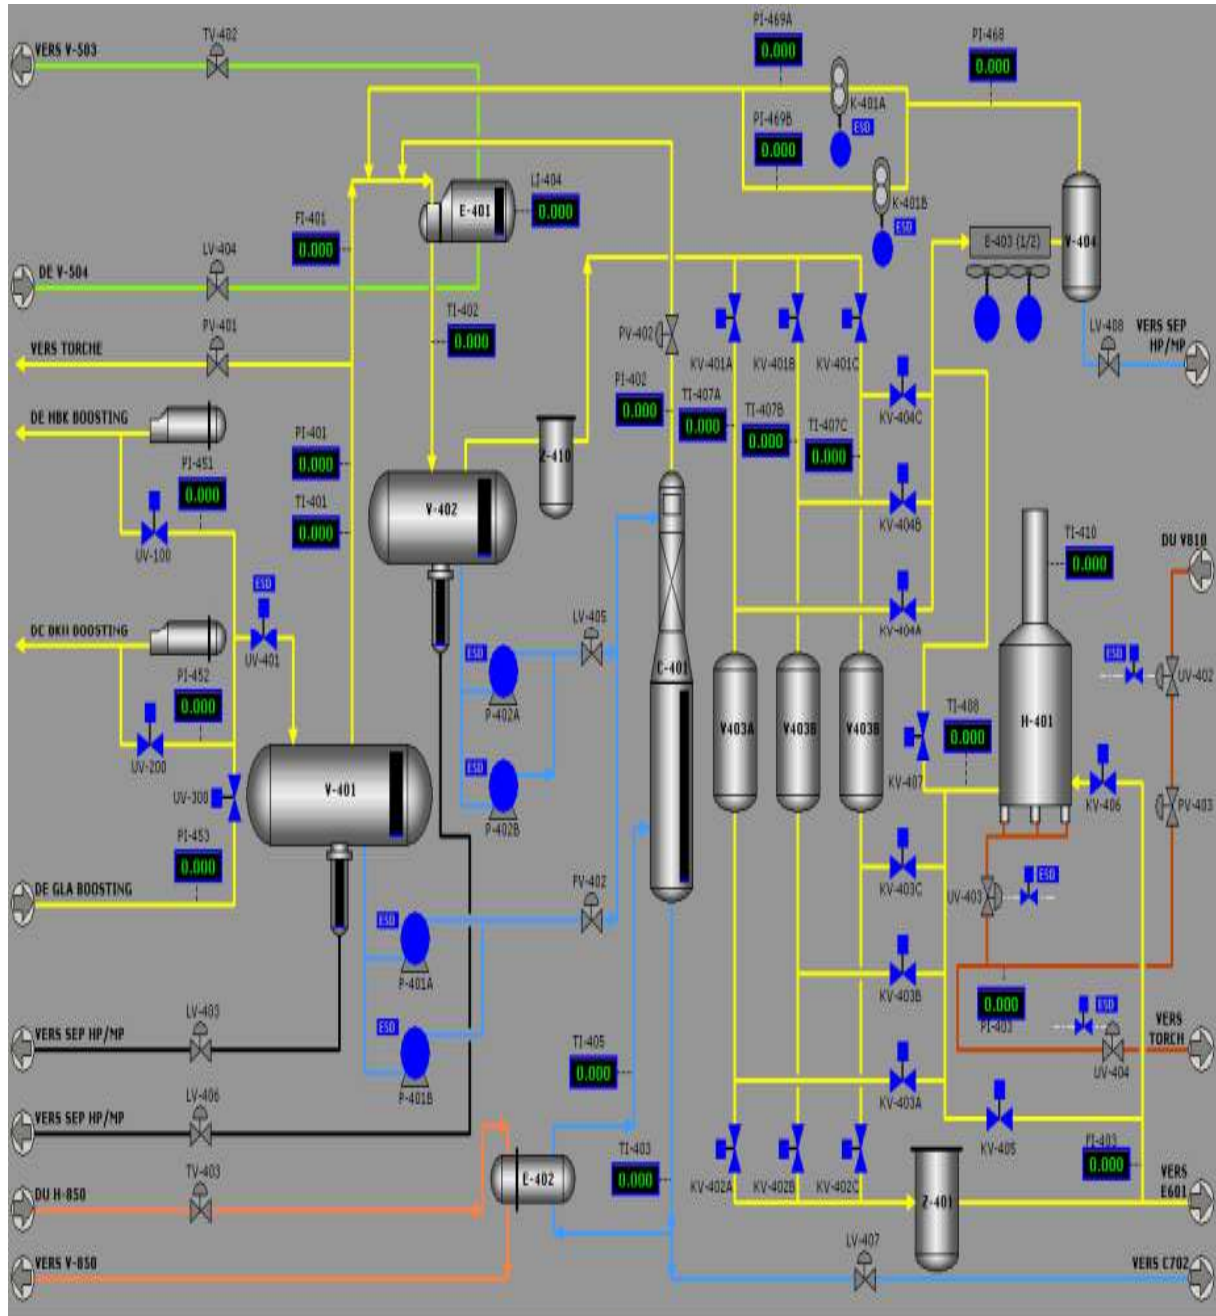 PI-469A
TV-402
VERS V-503
0.000
PI-468
0.000
K-401A
ESD
PI-469B
0.000
E-401
LI-404
0.000
K-401B
ESD
FI-401
0.000
LV-404
E-403 (1/2)
V-404
DE V-504
TI-402
0.000
PV-401
VERS TORCHE
PV-402
KV-401A
KV-401B
KV-401C
LV-408
VERS SEP
HP/MP
PI-402
0.000
TI-407A
0.000
TI-407B
0.000
TI-407C
0.000
KV-404C
DE HBK BOOSTING
PI-451
0.000
PI-401
0.000
Z-410
TI-401
0.000
V-402
KV-404B
UV-100
TI-410
0.000
DU V810
ESD
UV-401
LV-405
KV-404A
DE BKH BOOSTING
PI-452
0.000
ESD
P-402A
C-401
ESD
UV-402
V403A
V403B
V403B
TI-408
0.000
H-401
UV-200
ESD
P-402B
KV-407
KV-406
UV-300
V-401
PV-403
PI-453
0.000
KV-403C
ESD
UV-403
DE GLA BOOSTING
FV-402
ESD
P-401A
KV-403B
0.000
PI-403
ESD
VERS
TORCH
UV-404
LV-403
VERS SEP HP/MP
ESD
P-401B
TI-405
0.000
KV-403A
LV-406
VERS SEP HP/MP
KV-405
TI-403
0.000
FI-403
0.000
TV-403
DU H-850
E-402
KV-402A
KV-402B
KV-402C
Z-401
VERS
E601
LV-407
VERS V-850
VERS C702